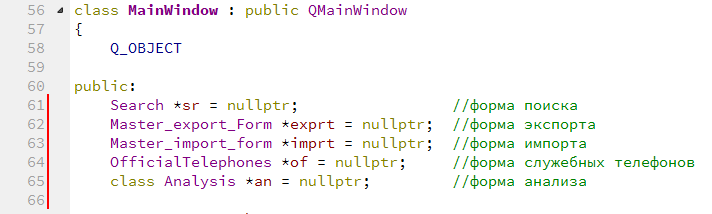 56 class MainWindow : public QMainWindow
57 {
58 Q_OBJECT
59
60 public:
61 Search *sr = nullptr; //форма поиска
62 Master_export_Form *exprt = nullptr; //форма экспорта
63 Master_import_form *imprt = nullptr; //форма импорта
64 OfficialTelephones *of = nullptr; //форма служебных телефонов
65 class Analysis *an = nullptr; //форма анализа
66